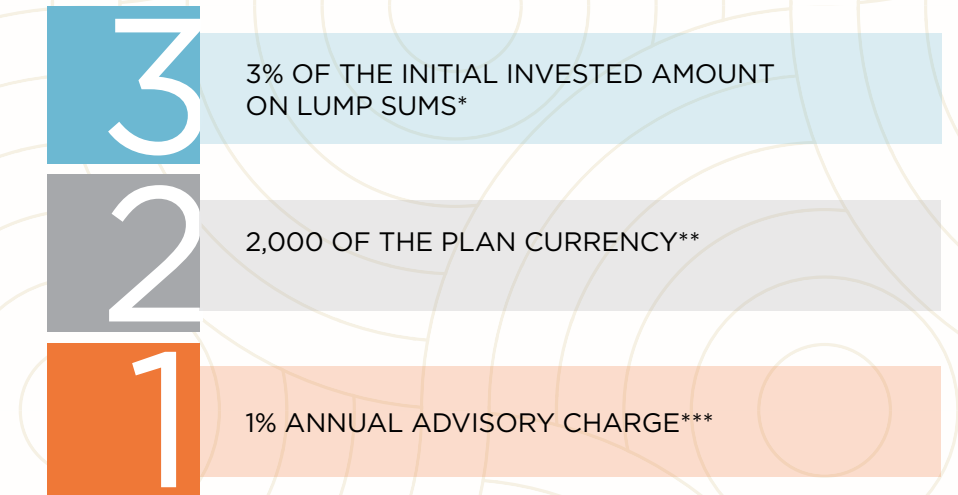 3
3% OF THE INITIAL INVESTED AMOUNT
ON LUMP SUMS*
2
2,000 OF THE PLAN CURRENCY**
1
1% ANNUAL ADVISORY CHARGE***